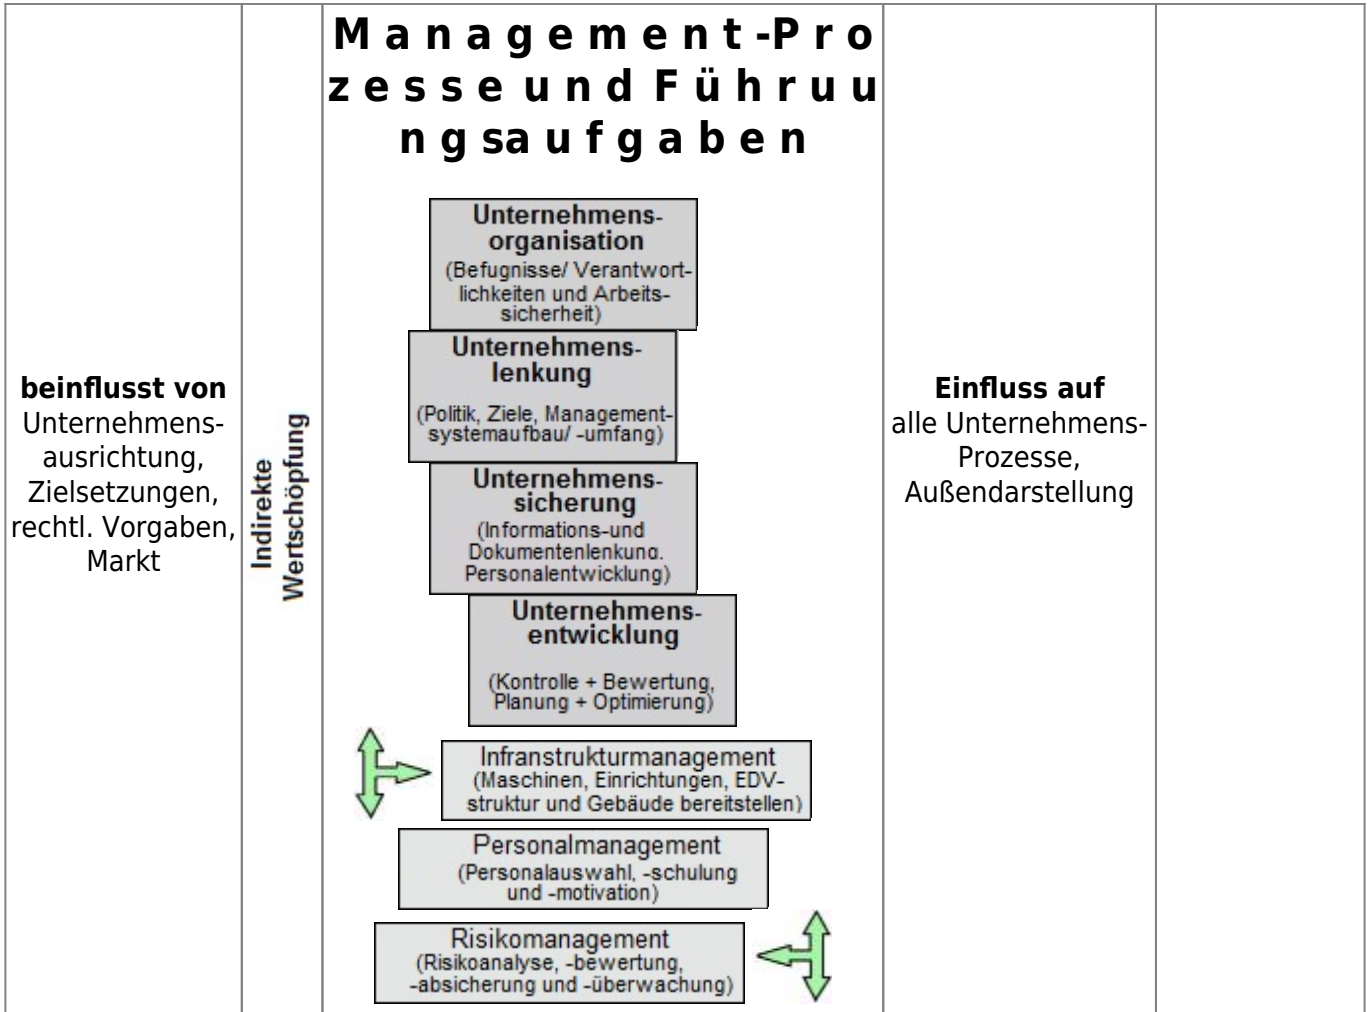 M a n a g e m e n t -P r o
z e s s e u n d F ü h r u u
n g sa u f g a b e n
Unternehmens-
organisation
(Befugnisse/ Verantwort-
lichkeiten und Arbeits-
sicherheit)
Unternehmens-
lenkung
(Politik, Ziele, Management-
systemaufbau/ -umfang)
Unternehmens-
sicherung
(Informations-und
Dokumentenlenkung.
Personalentwicklung)
Unternehmens-
entwicklung
(Kontrolle + Bewertung,
Planung + Optimierung)
Infranstrukturmanagement
(Maschinen, Einrichtungen, EDV-
struktur und Gebäude bereitstellen)
Personalmanagement
(Personalauswahl, -schulung
und -motivation)
Risikomanagement
(Risikoanalyse, -bewertung,
-absicherung und -überwachung)
beinflusst von
Unternehmens-
ausrichtung,
Zielsetzungen,
rechtl. Vorgaben,
Markt
Indirekte
Wertschöpfung
Einfluss auf
alle Unternehmens-
Prozesse,
Außendarstellung